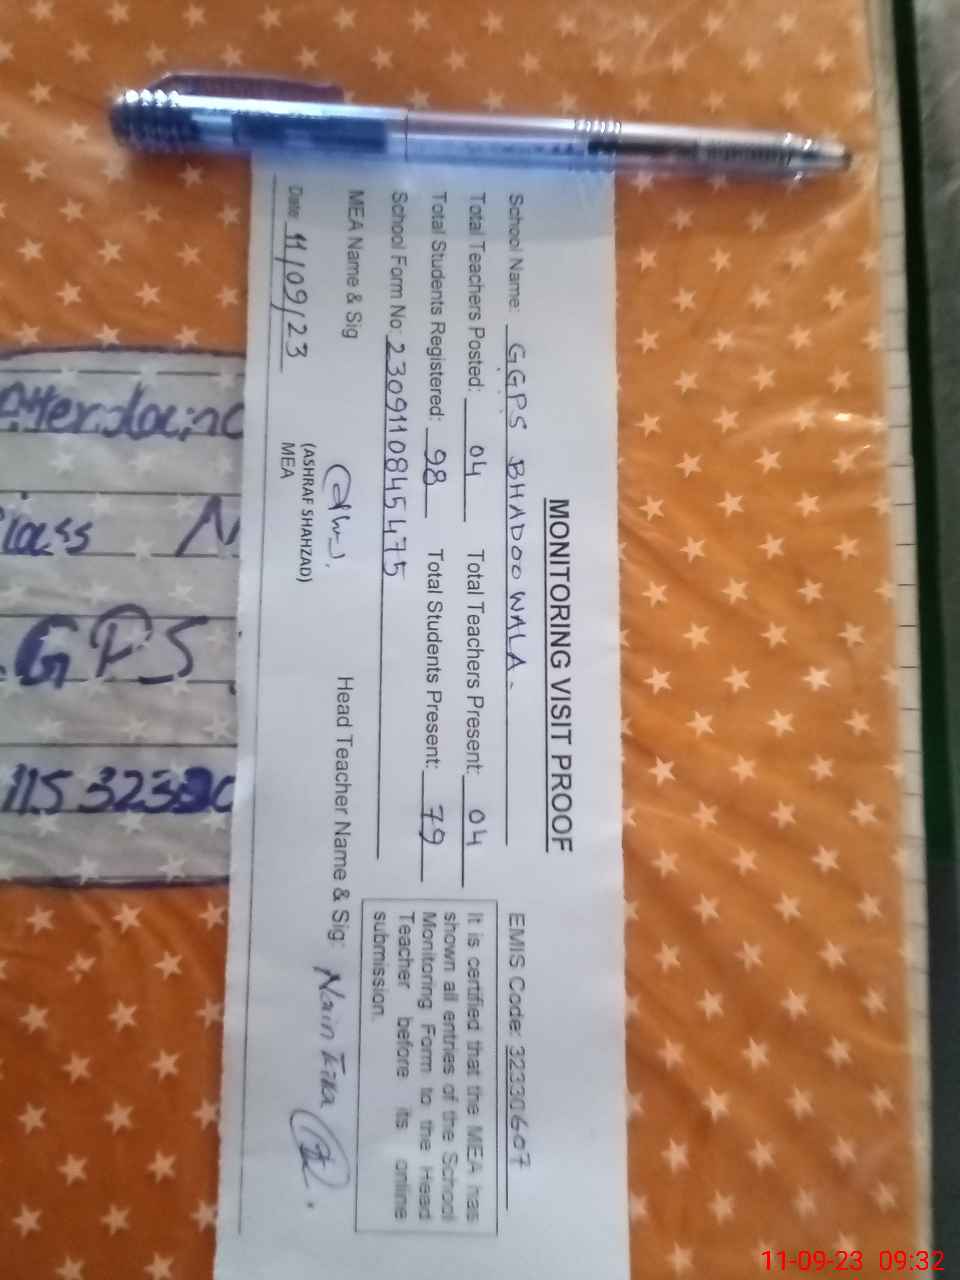 MONITORING VISIT PROOF
School Name: GGPS BHADOO WALA. EMIS Code: 32330607
Total Teachers Posted: 04 Total Teachers Present: 04
Total Students Registered: 98 Total Students Present: 79
School Form No: 2309110845475
It is certified that the MEA has
shown all entries of the School
Monitoring Form to the Head
Teacher before its online
submission.
MEA Name & Sig
(ASHRAF SHAHZAD)
MEA
Head Teacher Name & Sig: Nain
Date 11/09/23
11-09-23 09:32